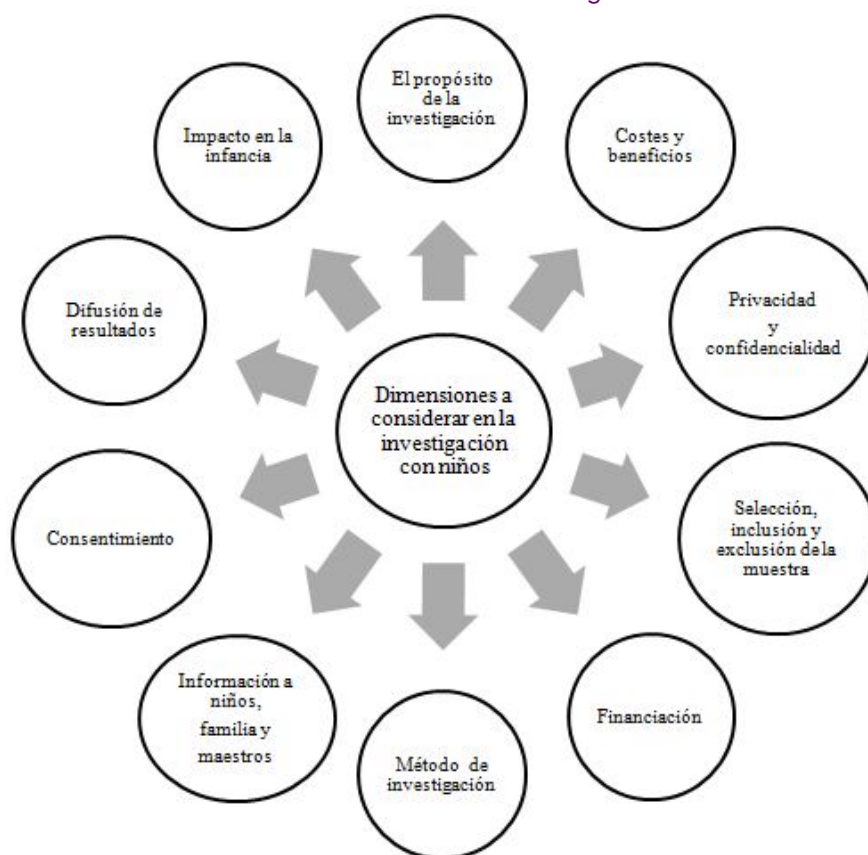 El propósito
de la
investigación
Costes y
beneficios
Privacidad
y
confidencialidad
Selección,
inclusión y
exclusión de la
muestra
Financiación
Método de
investigación
Información a
niños,
familia y
maestros
Consentimiento
Difusión de
resultados
Impacto en la
infancia
Dimensiones a
considerar en la
investigación
con niños